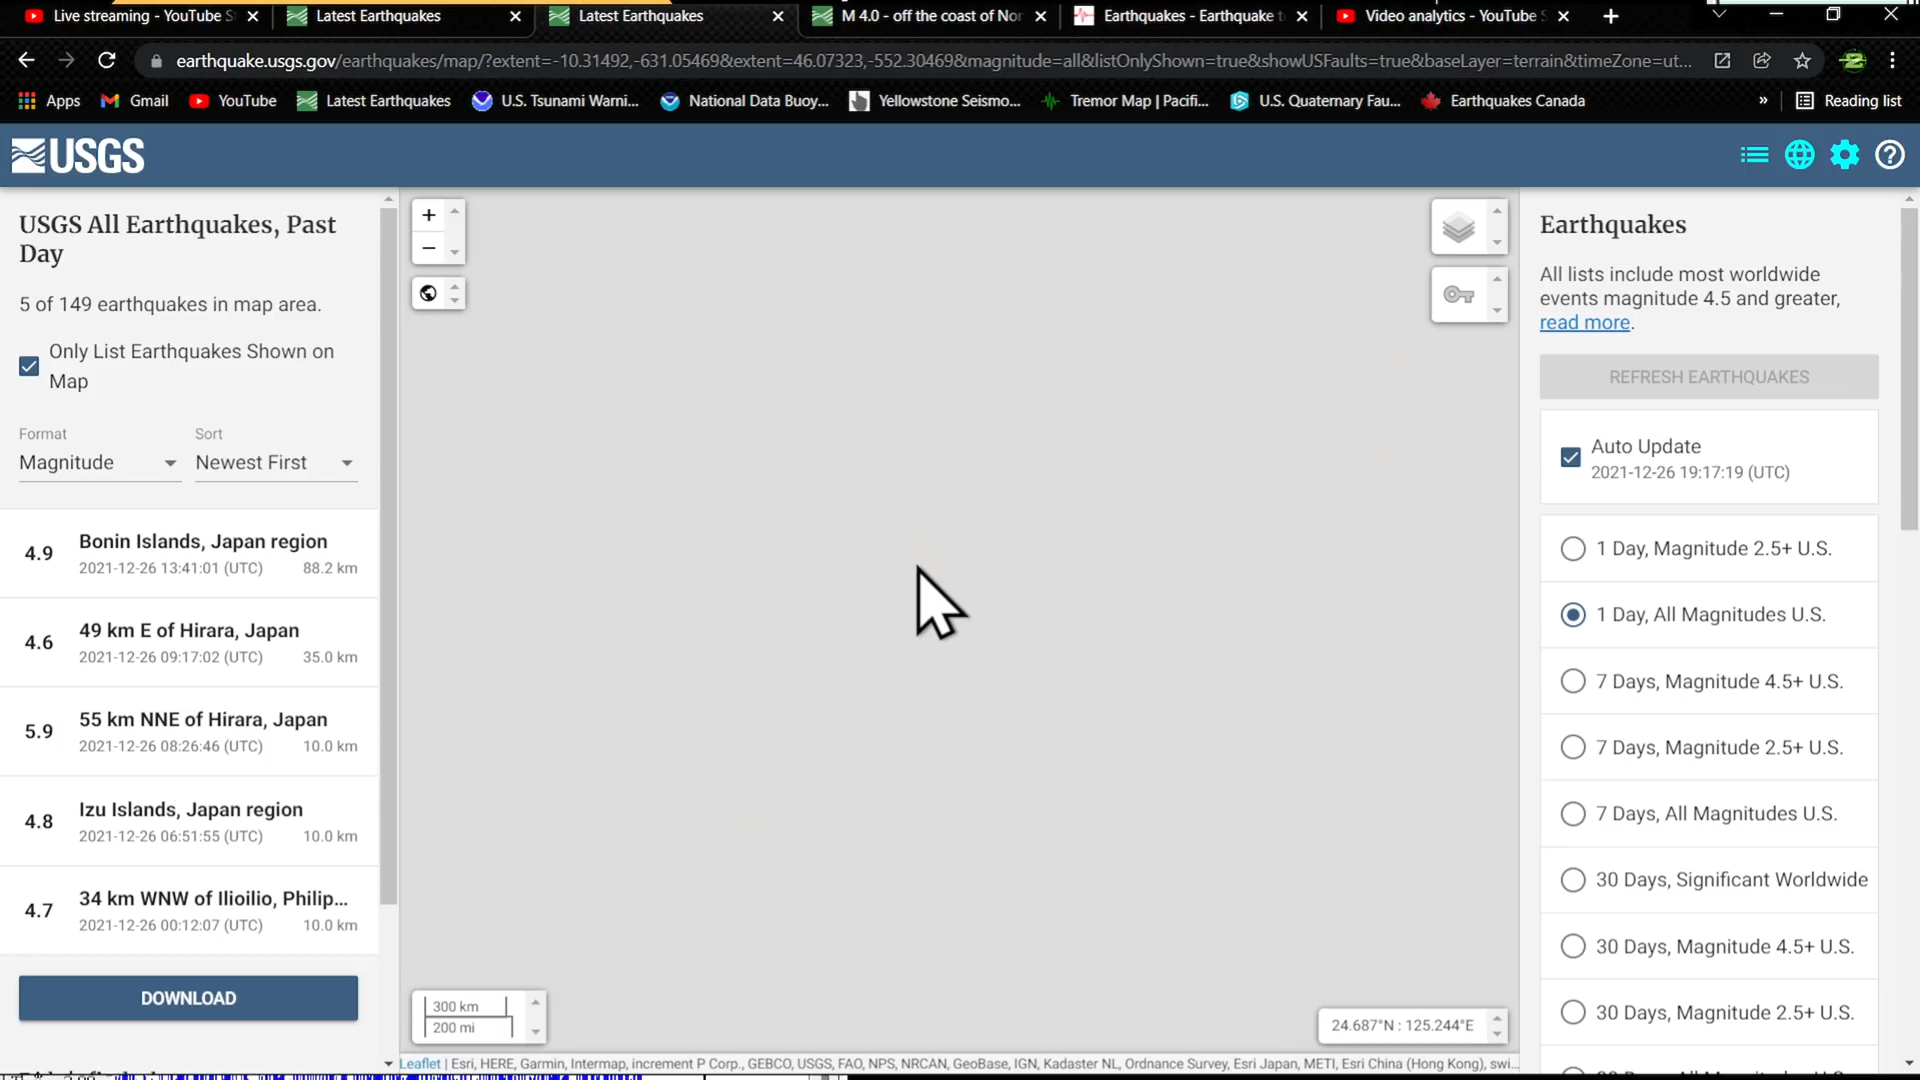 Live streaming - YouTube S
Latest Earthquakes
Latest Earthquakes
M 4.0 - off the coast of Nor
Earthquakes - Earthquake t
Video analytics - YouTube S
earthquake.usgs.gov/earthquakes/map/?extent=-10.31492,-631.05469&extent=46.07323,-552.30469&magnitude=all&listOnlyShown=true&showUSFaults=true&baseLayer=terrain&timeZone=ut...
Apps
Gmail
YouTube
Latest Earthquakes
U.S. Tsunami Warni...
National Data Buoy...
Yellowstone Seismo...
Tremor Map | Pacifi...
U.S. Quaternary Fau...
Earthquakes Canada
»
Reading list
USGS
USGS All Earthquakes, Past
Day
5 of 149 earthquakes in map area.
Only List Earthquakes Shown on
Map
Format
Sort
Magnitude
Newest First
4.9
Bonin Islands, Japan region
2021-12-26 13:41:01 (UTC) 88.2 km
4.6
49 km E of Hirara, Japan
2021-12-26 09:17:02 (UTC) 35.0 km
5.9
55 km NNE of Hirara, Japan
2021-12-26 08:26:46 (UTC) 10.0 km
4.8
Izu Islands, Japan region
2021-12-26 06:51:55 (UTC) 10.0 km
4.7
34 km WNW of Ilioilio, Philip...
2021-12-26 00:12:07 (UTC) 10.0 km
DOWNLOAD
+
−
300 km
200 mi
24.687°N : 125.244°E
Leaflet | Esri, HERE, Garmin, Intermap, increment P Corp., GEBCO, USGS, FAO, NPS, NRCAN, GeoBase, IGN, Kadaster NL, Ordnance Survey, Esri Japan, METI, Esri China (Hong Kong), swi...
Earthquakes
All lists include most worldwide
events magnitude 4.5 and greater,
read more.
REFRESH EARTHQUAKES
Auto Update
2021-12-26 19:17:19 (UTC)
1 Day, Magnitude 2.5+ U.S.
1 Day, All Magnitudes U.S.
7 Days, Magnitude 4.5+ U.S.
7 Days, Magnitude 2.5+ U.S.
7 Days, All Magnitudes U.S.
30 Days, Significant Worldwide
30 Days, Magnitude 4.5+ U.S.
30 Days, Magnitude 2.5+ U.S.